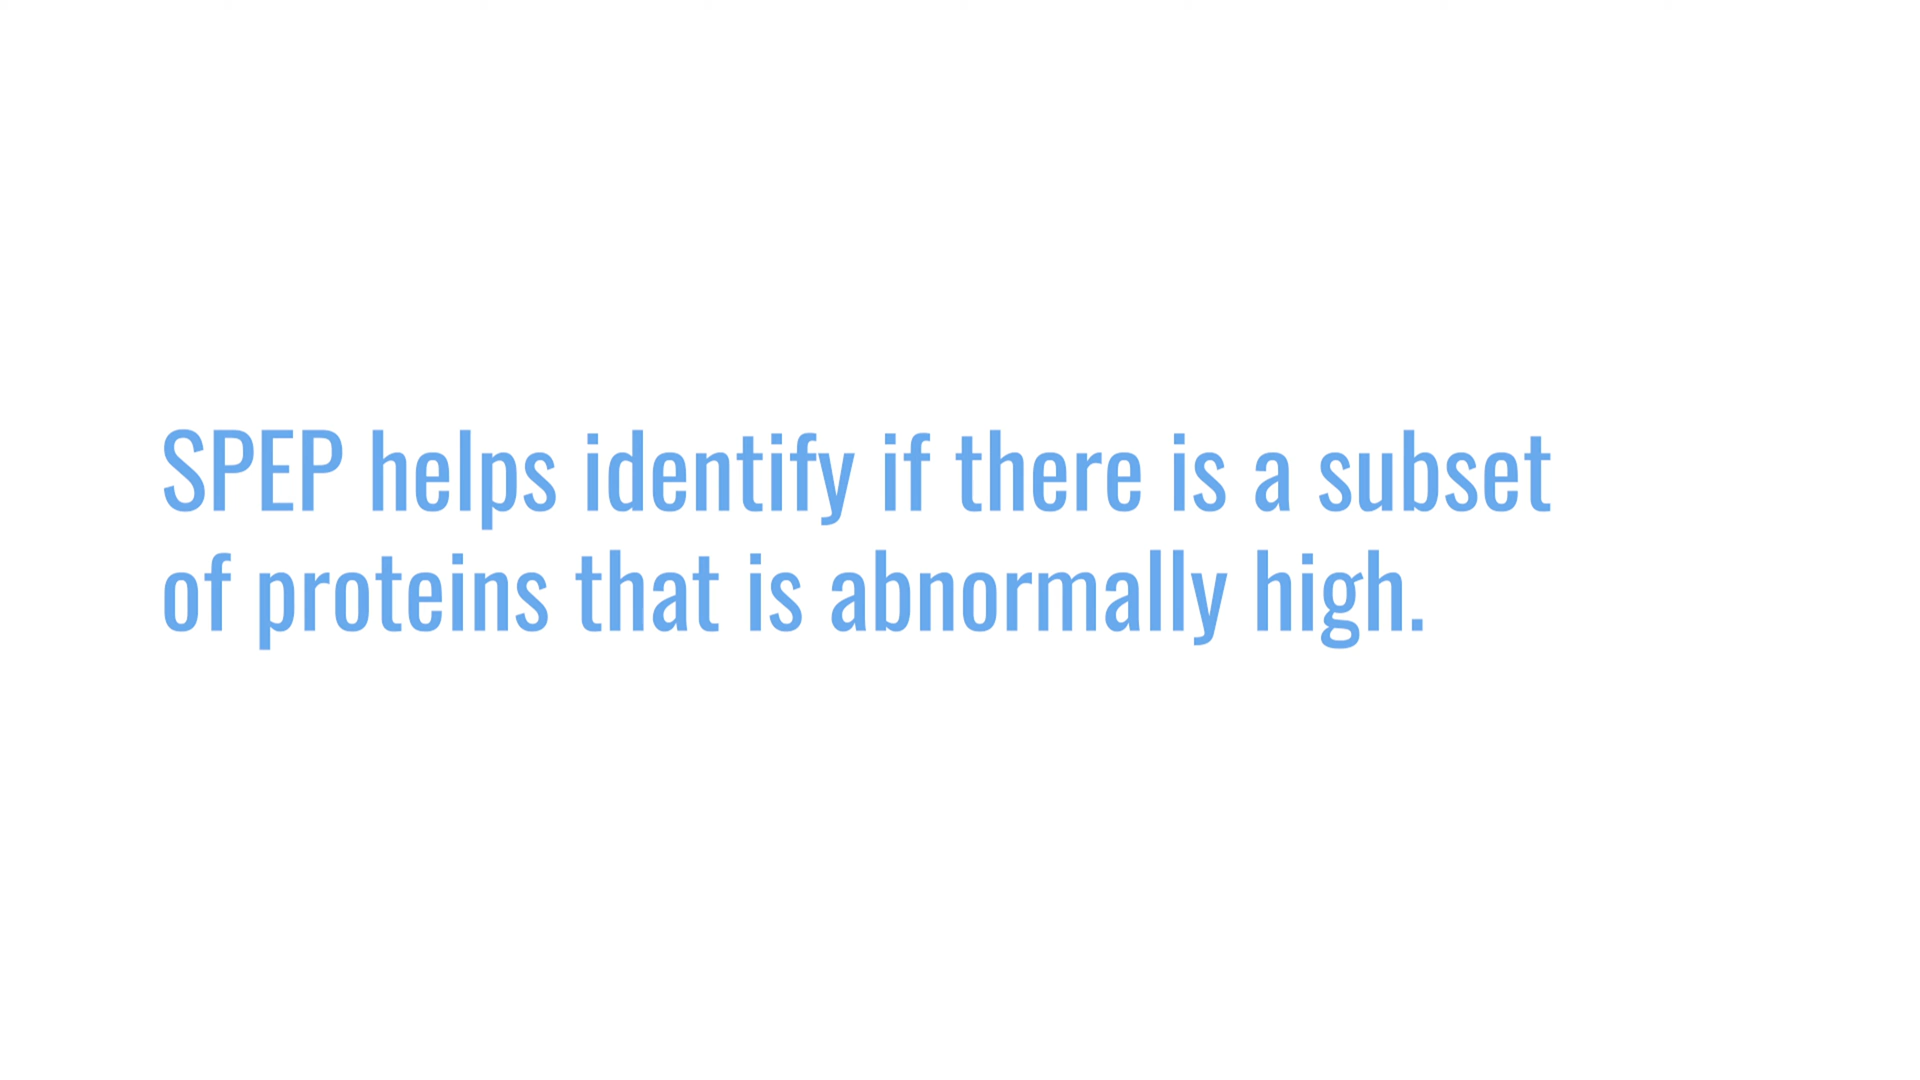 SPEP helps identify if there is a subset
of proteins that is abnormally high.